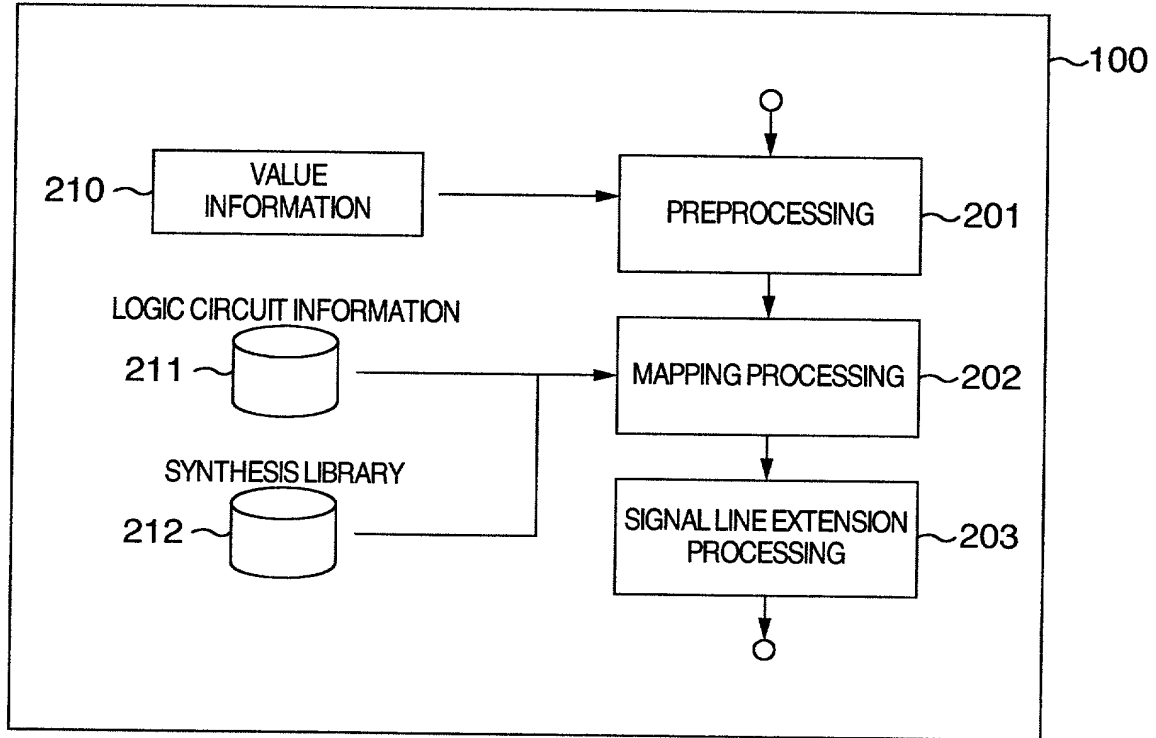 100
VALUE
INFORMATION
210
PREPROCESSING
201
LOGIC CIRCUIT INFORMATION
211
MAPPING PROCESSING
202
SYNTHESIS LIBRARY
212
SIGNAL LINE EXTENSION
PROCESSING
203